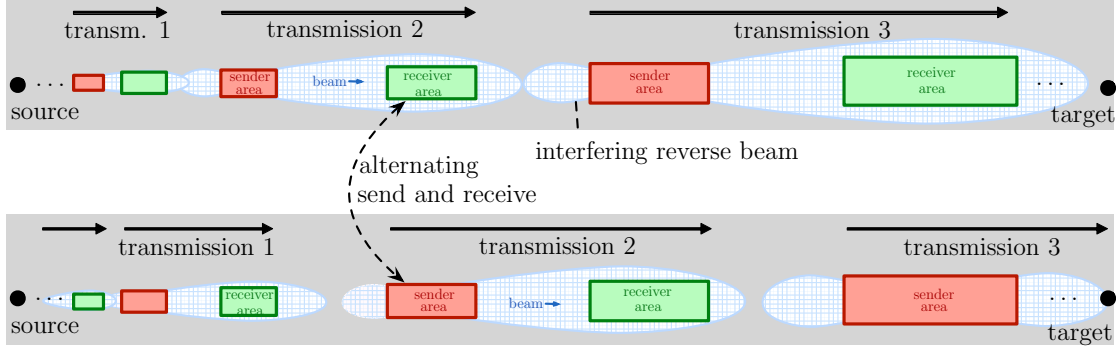 transm. 1
transmission 2
transmission 3
sender
area
beam
receiver
area
sender
area
receiver
area
· · ·
· · ·
source
target
interfering reverse beam
alternating
send and receive
transmission 1
transmission 2
transmission 3
receiver
area
sender
area
beam
receiver
area
sender
area
· · ·
· · ·
source
target